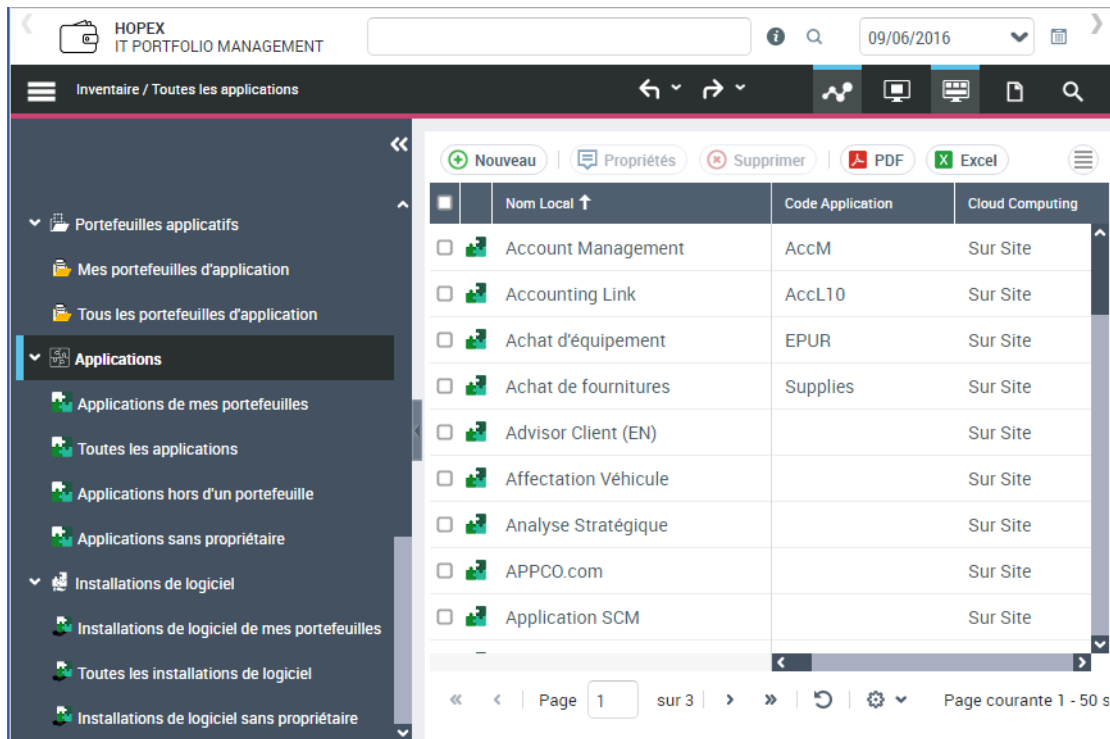 HOPEX
IT PORTFOLIO MANAGEMENT
09/06/2016
Inventaire / Toutes les applications
Portefeuilles applicatifs
Mes portefeuilles d'application
Tous les portefeuilles d'application
Applications
Applications de mes portefeuilles
Toutes les applications
Applications hors d'un portefeuille
Applications sans propriétaire
Installations de logiciel
Installations de logiciel de mes portefeuilles
Toutes les installations de logiciel
Installations de logiciel sans propriétaire
Nouveau Propriétés Supprimer PDF Excel
Nom Local Code Application Cloud Computing
Account Management AccM Sur Site
Accounting Link AccL10 Sur Site
Achat d'équipement EPUR Sur Site
Achat de fournitures Supplies Sur Site
Advisor Client (EN) Sur Site
Affectation Véhicule Sur Site
Analyse Stratégique Sur Site
APPCO.com Sur Site
Application SCM Sur Site
Page 1 sur 3 Page courante 1 - 50 s